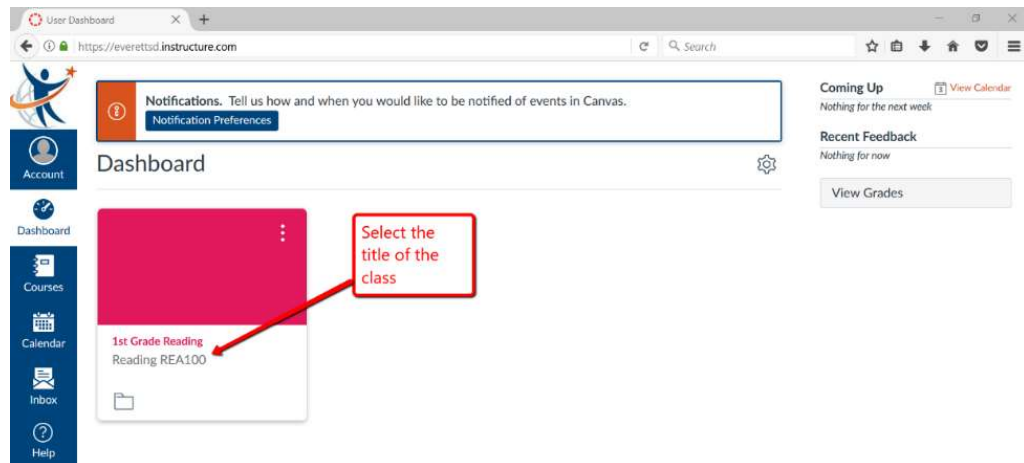 User Dashboard
https://everettsd.instructure.com
Search
Account
Dashboard
Courses
Calendar
Inbox
Help
Notifications. Tell us how and when you would like to be notified of events in Canvas.
Notification Preferences
Dashboard
Select the
title of the
class
1st Grade Reading
Reading REA100
Coming Up
View Calendar
Nothing for the next week
Recent Feedback
Nothing for now
View Grades